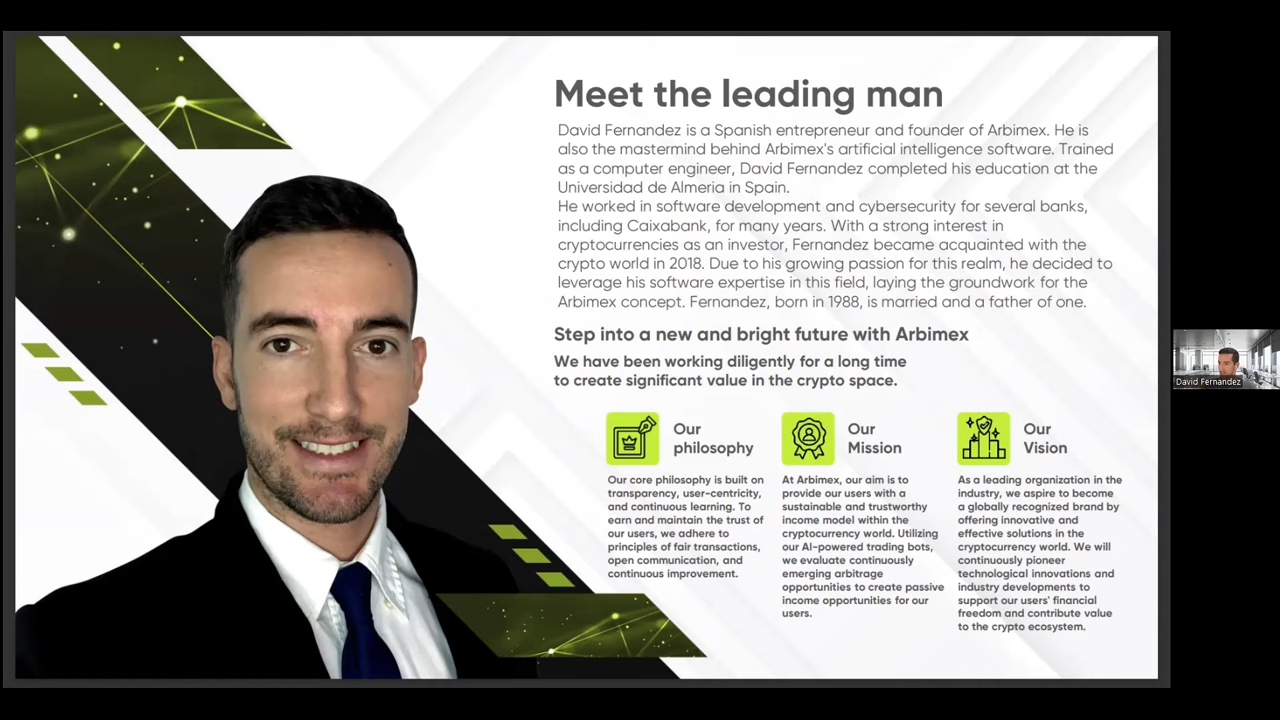 Meet the leading man
David Fernandez is a Spanish entrepreneur and founder of Arbimex. He is
also the mastermind behind Arbimex's artificial intelligence software. Trained
as a computer engineer, David Fernandez completed his education at the
Universidad de Almeria in Spain.
He worked in software development and cybersecurity for several banks,
including Caixabank, for many years. With a strong interest in
cryptocurrencies as an investor, Fernandez became acquainted with the
crypto world in 2018. Due to his growing passion for this realm, he decided to
leverage his software expertise in this field, laying the groundwork for the
Arbimex concept. Fernandez, born in 1988, is married and a father of one.
Step into a new and bright future with Arbimex
We have been working diligently for a long time
to create significant value in the crypto space.
Our
philosophy
Our core philosophy is built on
transparency, user-centricity,
and continuous learning. To
earn and maintain the trust of
our users, we adhere to
principles of fair transactions,
open communication, and
continuous improvement.
Our
Mission
At Arbimex, our aim is to
provide our users with a
sustainable and trustworthy
income model within the
cryptocurrency world. Utilizing
our AI-powered trading bots,
we evaluate continuously
emerging arbitrage
opportunities to create passive
income opportunities for our
users.
Our
Vision
As a leading organization in the
industry, we aspire to become
a globally recognized brand by
offering innovative and
effective solutions in the
cryptocurrency world. We will
continuously pioneer
technological innovations and
industry developments to
support our users' financial
freedom and contribute value
to the crypto ecosystem.
David Fernandez